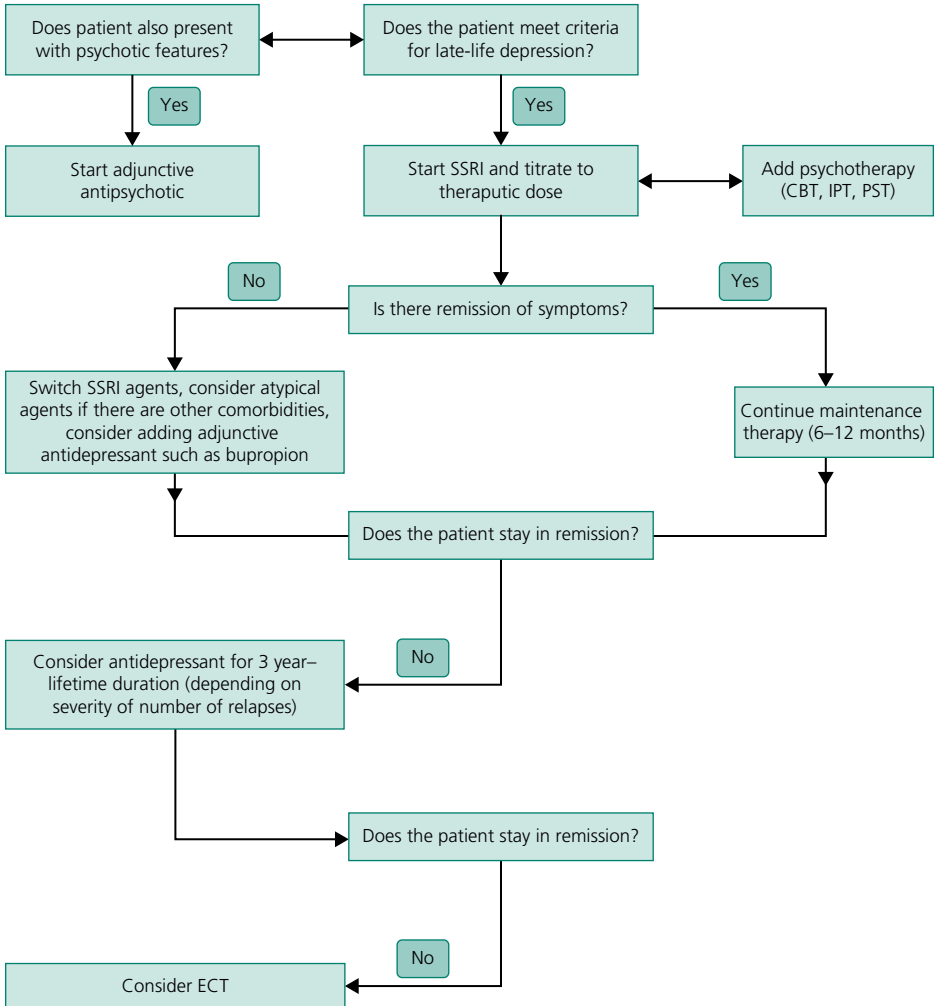 Does patient also present
with psychotic features?
Does the patient meet criteria
for late-life depression?
Yes
Yes
Start adjunctive
antipsychotic
Start SSRI and titrate to
theraputic dose
Add psychotherapy
(CBT, IPT, PST)
No
Yes
Is there remission of symptoms?
Switch SSRI agents, consider atypical
agents if there are other comorbidities,
consider adding adjunctive
antidepressant such as bupropion
Continue maintenance
therapy (6–12 months)
Does the patient stay in remission?
No
Consider antidepressant for 3 year–
lifetime duration (depending on
severity of number of relapses)
Does the patient stay in remission?
No
Consider ECT